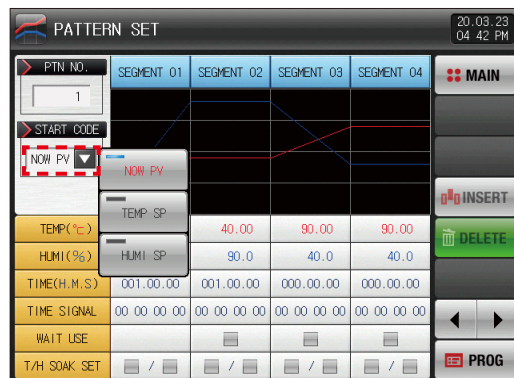 PATTERN SET
20.03.23
04 42 PM
PTN NO.
1
START CODE
NOW PV
SEGMENT 01 SEGMENT 02 SEGMENT 03 SEGMENT 04
NOW PV
TEMP SP
HUMI SP
TEMP(℃) 40.00 90.00 90.00
HUMI(%) 90.0 40.0 40.0
TIME(H.M.S) 001.00.00 001.00.00 000.00.00 000.00.00
TIME SIGNAL 00 00 00 00 00 00 00 00 00 00 00 00 00 00 00 00
WAIT USE
T/H SOAK SET / / / /
MAIN
INSERT
DELETE
PROG